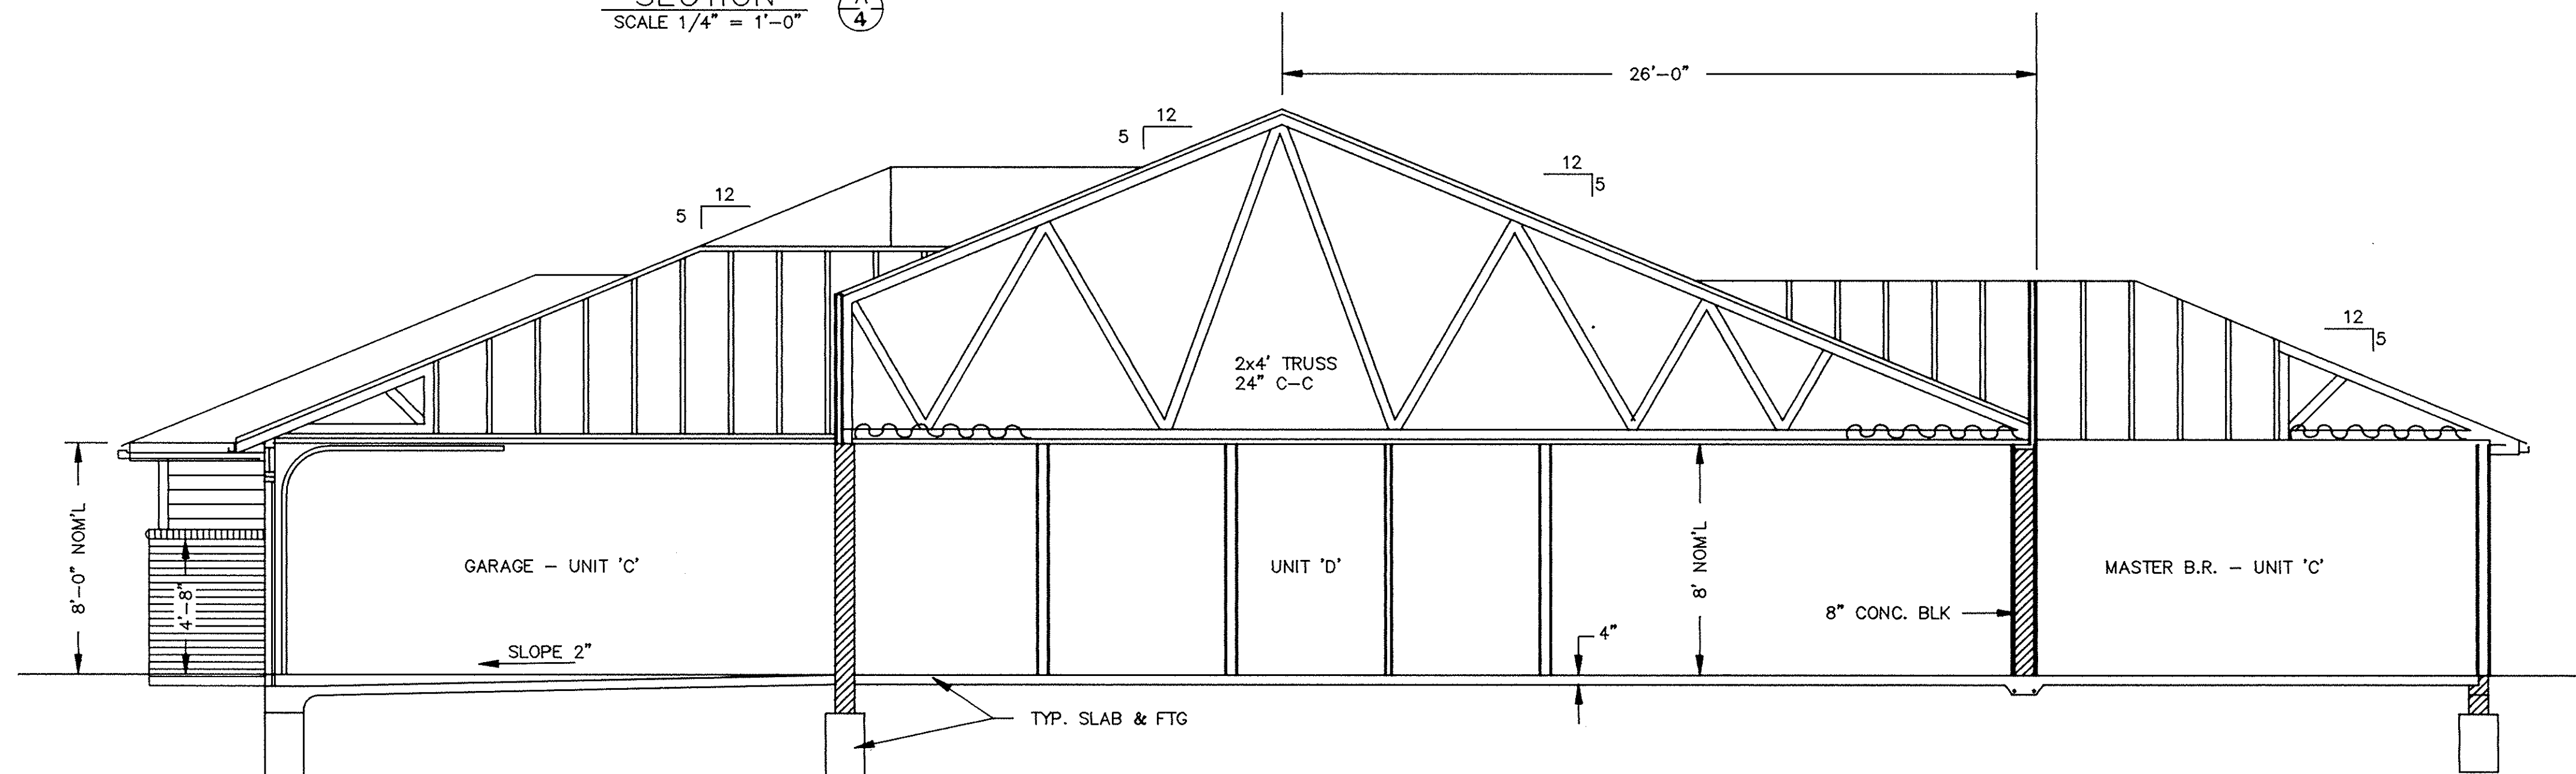 SECTION
SCALE 1/4" = 1'-0"
A
4
26'-0"
12
5
12
5
12
5
12
5
2x4' TRUSS
24" C-C
8'-0" NOM'L
4'-8"
GARAGE - UNIT 'C'
SLOPE 2"
UNIT 'D'
8' NOM'L
4"
8" CONC. BLK
MASTER B.R. - UNIT 'C'
TYP. SLAB & FTG